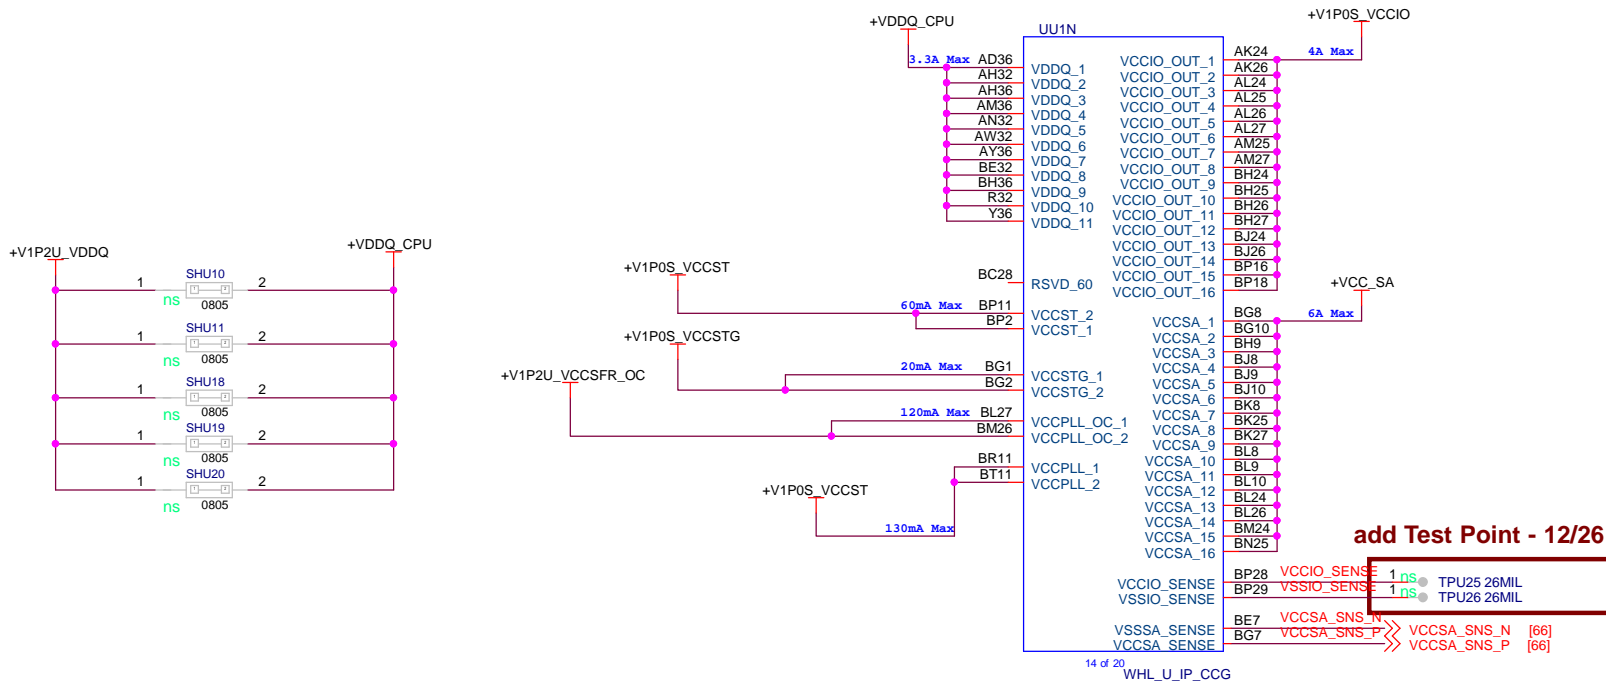 +V1P2U_VDDQ
+VDDQ_CPU
1 SHU10 2
ns 0805
1 SHU11 2
ns 0805
1 SHU18 2
ns 0805
1 SHU19 2
ns 0805
1 SHU20 2
ns 0805
+VDDQ_CPU
3.3A Max
+V1P0S_VCCST
60mA Max
+V1P0S_VCCSTG
20mA Max
+V1P2U_VCCSFR_OC
120mA Max
+V1P0S_VCCST
130mA Max
UU1N
AD36 VDDQ_1
AH32 VDDQ_2
AH36 VDDQ_3
AM36 VDDQ_4
AN32 VDDQ_5
AW32 VDDQ_6
AY36 VDDQ_7
BE32 VDDQ_8
BH36 VDDQ_9
R32 VDDQ_10
Y36 VDDQ_11
BC28 RSVD_60
BP11 VCCST_2
BP2 VCCST_1
BG1 VCCSTG_1
BG2 VCCSTG_2
BL27 VCCPLL_OC_1
BM26 VCCPLL_OC_2
BR11 VCCPLL_1
BT11 VCCPLL_2
VCCIO_OUT_1 AK24
VCCIO_OUT_2 AK26
VCCIO_OUT_3 AL24
VCCIO_OUT_4 AL25
VCCIO_OUT_5 AL26
VCCIO_OUT_6 AL27
VCCIO_OUT_7 AM25
VCCIO_OUT_8 AM27
VCCIO_OUT_9 BH24
VCCIO_OUT_10 BH25
VCCIO_OUT_11 BH26
VCCIO_OUT_12 BH27
VCCIO_OUT_13 BJ24
VCCIO_OUT_14 BJ26
VCCIO_OUT_15 BP16
VCCIO_OUT_16 BP18
VCCSA_1 BG8
VCCSA_2 BG10
VCCSA_3 BH9
VCCSA_4 BJ8
VCCSA_5 BJ9
VCCSA_6 BJ10
VCCSA_7 BK8
VCCSA_8 BK25
VCCSA_9 BK27
VCCSA_10 BL8
VCCSA_11 BL9
VCCSA_12 BL10
VCCSA_13 BL24
VCCSA_14 BL26
VCCSA_15 BM24
VCCSA_16 BN25
VCCIO_SENSE BP28 VCCIO_SENSE 1 ns TPU25 26MIL
VSSIO_SENSE BP29 VSSIO_SENSE 1 ns TPU26 26MIL
VSSSA_SENSE BE7 VCCSA_SNS_N VCCSA_SNS_N [66]
VCCSA_SENSE BG7 VCCSA_SNS_P VCCSA_SNS_P [66]
+V1P0S_VCCIO
4A Max
+VCC_SA
6A Max
add Test Point - 12/26
14 of 20
WHL_U_IP_CCG